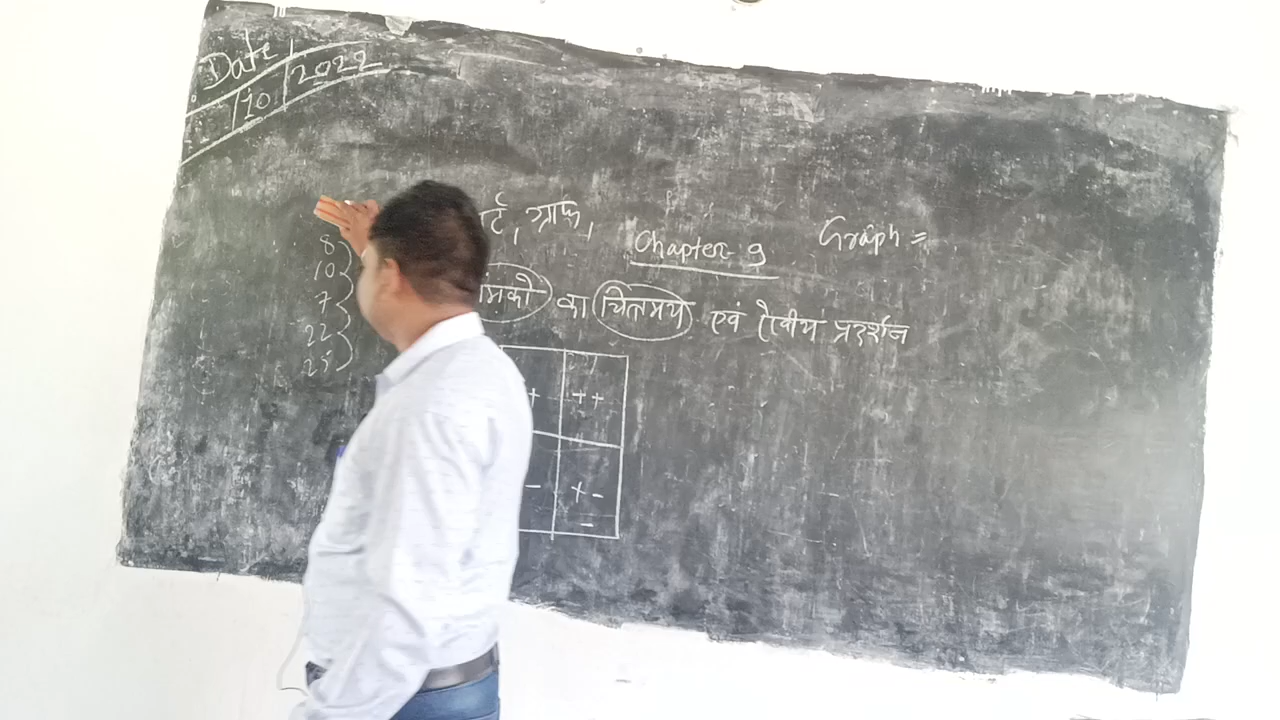 Date
10 2022
र्ट, ग्राफ,
Chapter- 9
Graph =
8
10
7
22
25
का चित्रमय एवं रैखीय प्रदर्शन
+ ++
- +-
-